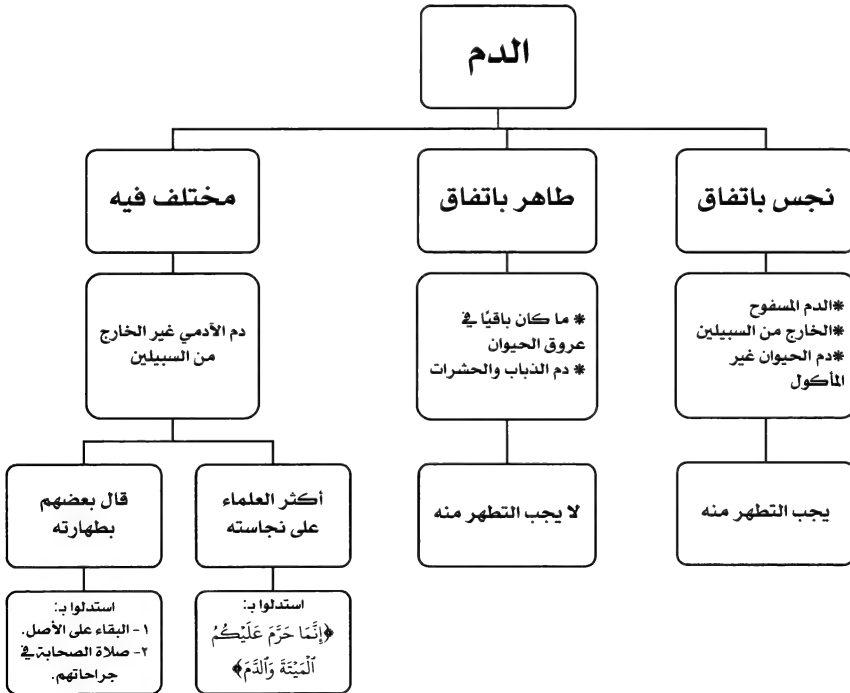 الدم
نجس باتفاق
طاهر باتفاق
مختلف فيه
*الدم المسفوح
*الخارج من السبيلين
*دم الحيوان غير
المأكول
* ما كان باقيًا في
عروق الحيوان
* دم الذباب والحشرات
دم الآدمي غير الخارج
من السبيلين
يجب التطهر منه
لا يجب التطهر منه
أكثر العلماء
على نجاسته
قال بعضهم
بطهارته
استدلوا بـ:
﴿إِنَّمَا حَرَّمَ عَلَيْكُمُ
ٱلْمَيْتَةَ وَٱلدَّمَ﴾
استدلوا بـ:
١- البقاء على الأصل.
٢- صلاة الصحابة في
جراحاتهم.